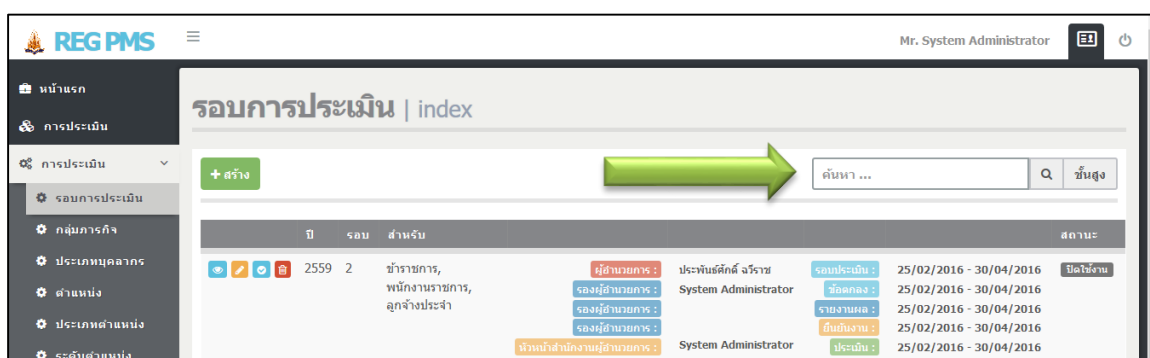 REG PMS
Mr. System Administrator
หน้าแรก
การประเมิน
การประเมิน
รอบการประเมิน
กลุ่มภารกิจ
ประเภทบุคลากร
ตำแหน่ง
ประเภทตำแหน่ง
ระดับตำแหน่ง
รอบการประเมิน | index
+ สร้าง
ค้นหา ...
ขั้นสูง
ปี รอบ สำหรับ สถานะ
2559 2 ข้าราชการ, ผู้อำนวยการ : ประพันธ์ศักดิ์ ฉวีราช รอบประเมิน : 25/02/2016 - 30/04/2016 ปิดใช้งาน
พนักงานราชการ, รองผู้อำนวยการ : System Administrator ข้อตกลง : 25/02/2016 - 30/04/2016
ลูกจ้างประจำ รองผู้อำนวยการ : รายงานผล : 25/02/2016 - 30/04/2016
รองผู้อำนวยการ : ยืนยันงาน : 25/02/2016 - 30/04/2016
หัวหน้าสำนักงานผู้อำนวยการ : System Administrator ประเมิน : 25/02/2016 - 30/04/2016